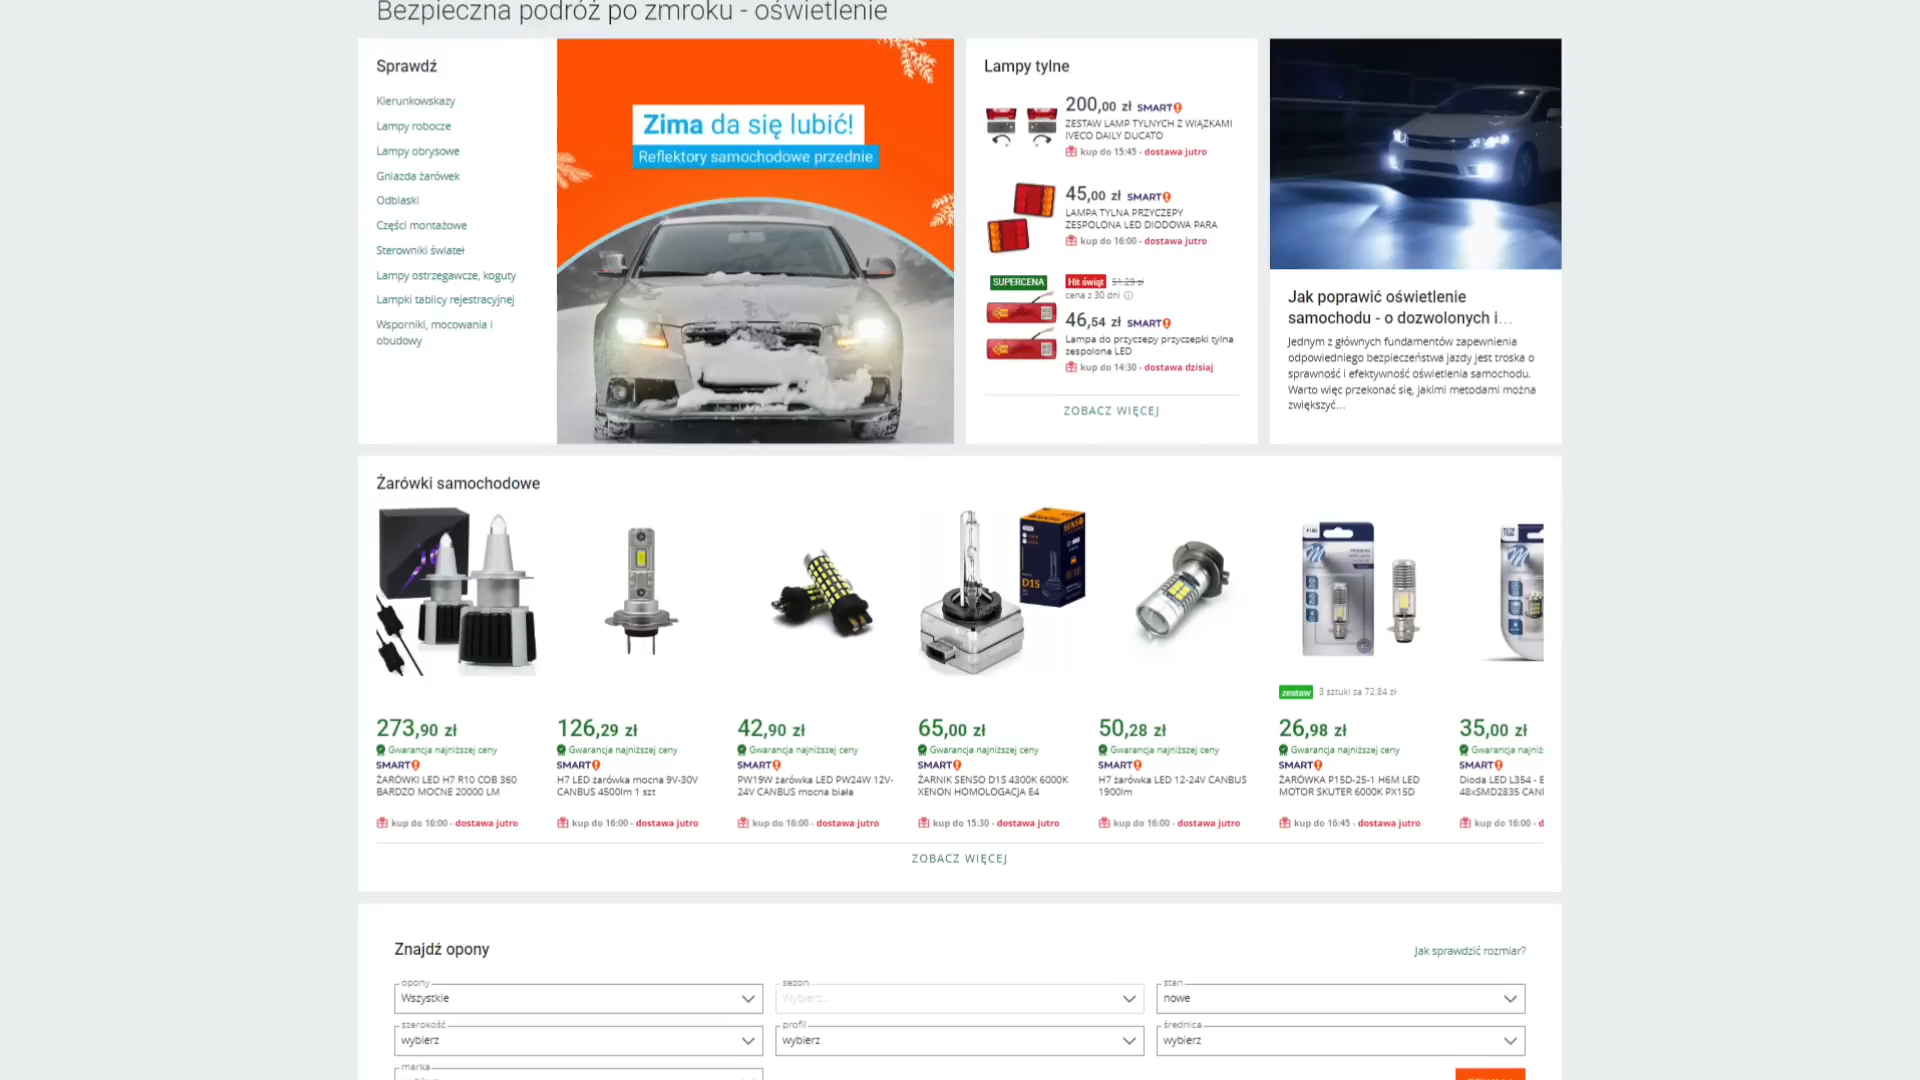 Bezpieczna podróż po zmroku - oświetlenie
Sprawdź
Kierunkowskazy
Lampy robocze
Lampy obrysowe
Gniazda żarówek
Odblaski
Części montażowe
Sterowniki świateł
Lampy ostrzegawcze, koguty
Lampki tablicy rejestracyjnej
Wsporniki, mocowania i
obudowy
Zima da się lubić!
Reflektory samochodowe przednie
Lampy tylne
200,00 zł SMART!
ZESTAW LAMP TYLNYCH Z WIĄZKAMI
IVECO DAILY DUCATO
kup do 15:45 - dostawa jutro
45,00 zł SMART!
LAMPA TYLNA PRZYCZEPY
ZESPOLONA LED DIODOWA PARA
kup do 16:00 - dostawa jutro
SUPERCENA
Hit świąt 51,29 zł
cena z 30 dni
46,54 zł SMART!
Lampa do przyczepy przyczepki tylna
zespolona LED
kup do 14:30 - dostawa dzisiaj
ZOBACZ WIĘCEJ
Jak poprawić oświetlenie
samochodu - o dozwolonych i...
Jednym z głównych fundamentów zapewnienia
odpowiedniego bezpieczeństwa jazdy jest troska o
sprawność i efektywność oświetlenia samochodu.
Warto więc przekonać się, jakimi metodami można
zwiększyć...
Żarówki samochodowe
SENSO
D1S
PREMIUM
zestaw 3 sztuki za 72,84 zł
273,90 zł
Gwarancja najniższej ceny
SMART!
ŻARÓWKI LED H7 R10 COB 360
BARDZO MOCNE 20000 LM
kup do 16:00 - dostawa jutro
126,29 zł
Gwarancja najniższej ceny
SMART!
H7 LED żarówka mocna 9V-30V
CANBUS 4500lm 1 szt
kup do 16:00 - dostawa jutro
42,90 zł
Gwarancja najniższej ceny
SMART!
PW19W żarówka LED PW24W 12V-
24V CANBUS mocna biała
kup do 16:00 - dostawa jutro
65,00 zł
Gwarancja najniższej ceny
SMART!
ŻARNIK SENSO D1S 4300K 6000K
XENON HOMOLOGACJA E4
kup do 15:30 - dostawa jutro
50,28 zł
Gwarancja najniższej ceny
SMART!
H7 żarówka LED 12-24V CANBUS
1900lm
kup do 16:00 - dostawa jutro
26,98 zł
Gwarancja najniższej ceny
SMART!
ŻARÓWKA P15D-25-1 H6M LED
MOTOR SKUTER 6000K PX15D
kup do 16:45 - dostawa jutro
35,00 zł
Gwarancja najniż
SMART!
Dioda LED L354 - E
48xSMD2835 CAN
kup do 16:00 - d
ZOBACZ WIĘCEJ
Znajdź opony
Jak sprawdzić rozmiar?
opony
Wszystkie
sezon
Wybierz...
stan
nowe
szerokość
wybierz
profil
wybierz
średnica
wybierz
marka